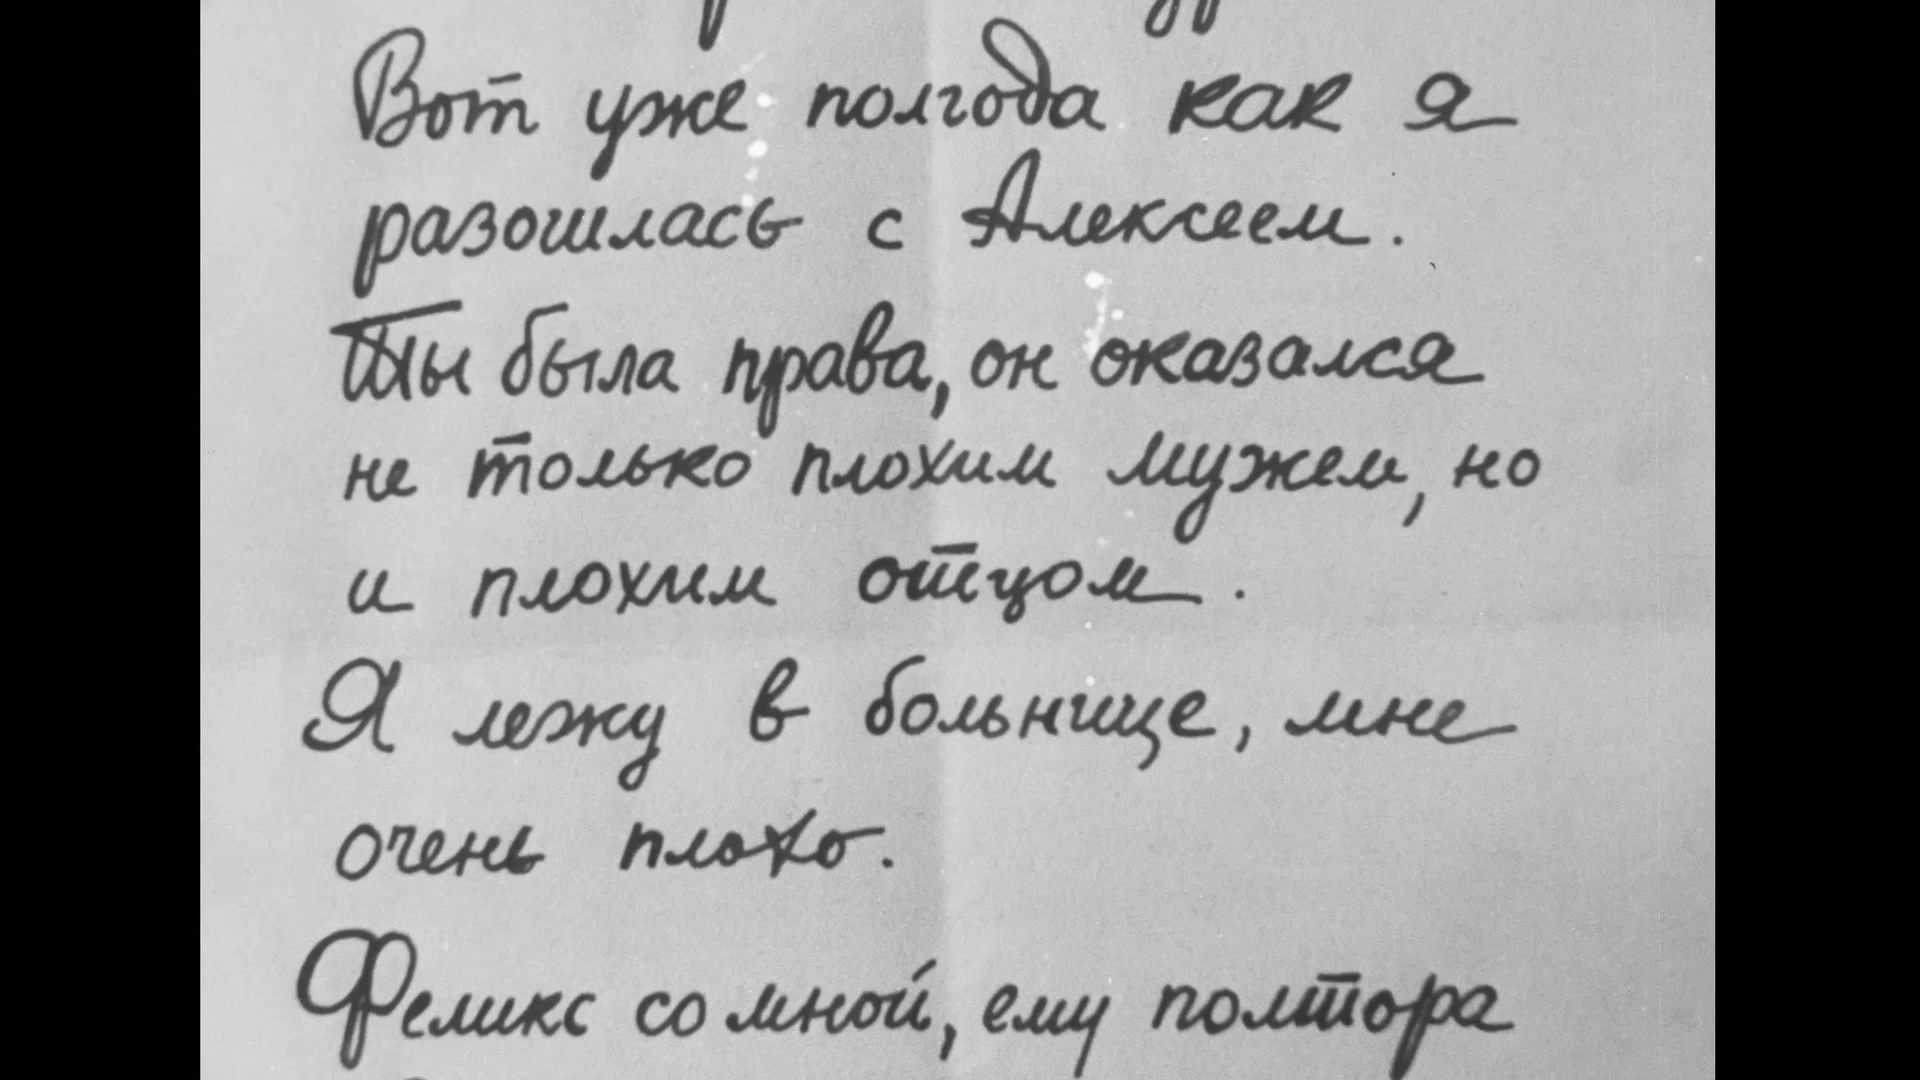 Вот уже полгода как я
разошлась с Алексеем.
Ты была права, он оказался
не только плохим мужем, но
и плохим отцом.
Я лежу в больнице, мне
очень плохо.
Феликс со мной, ему полтора